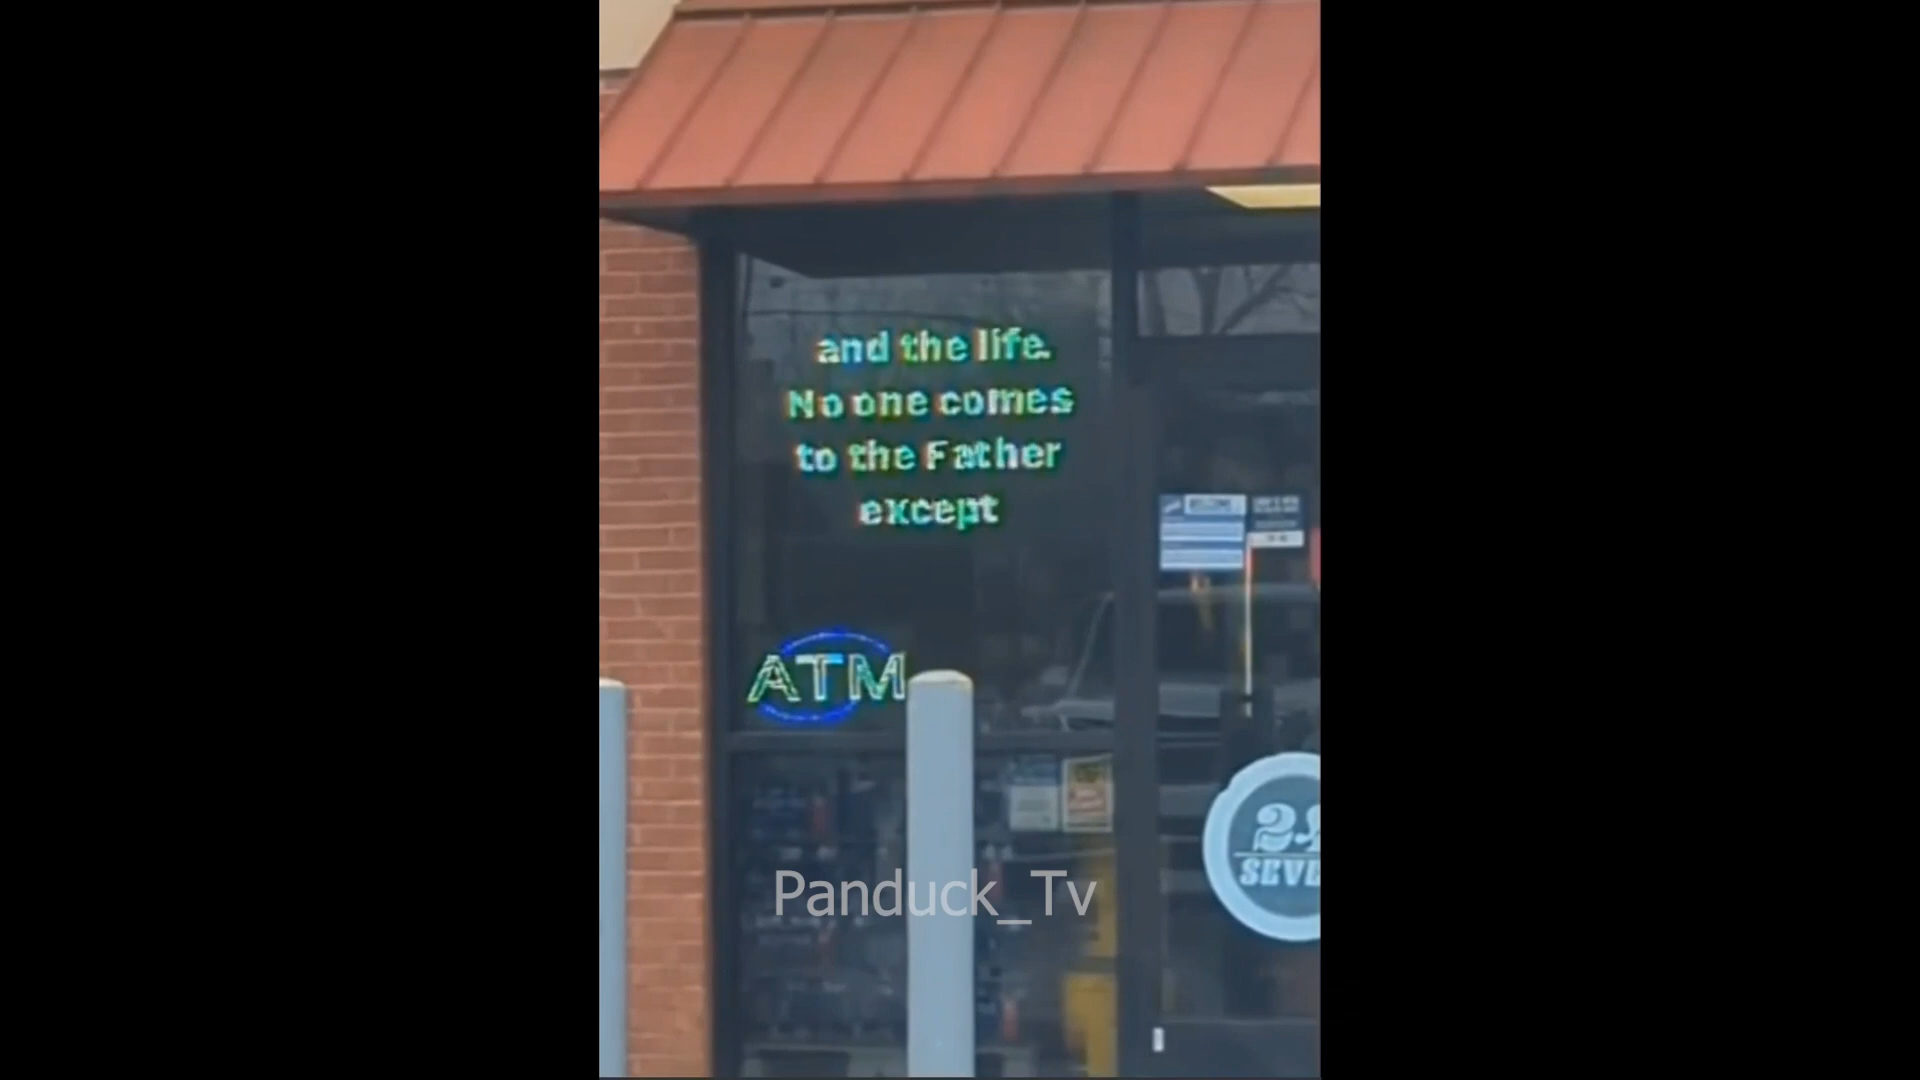 and the life.
No one comes
to the Father
except
ATM
Panduck_Tv